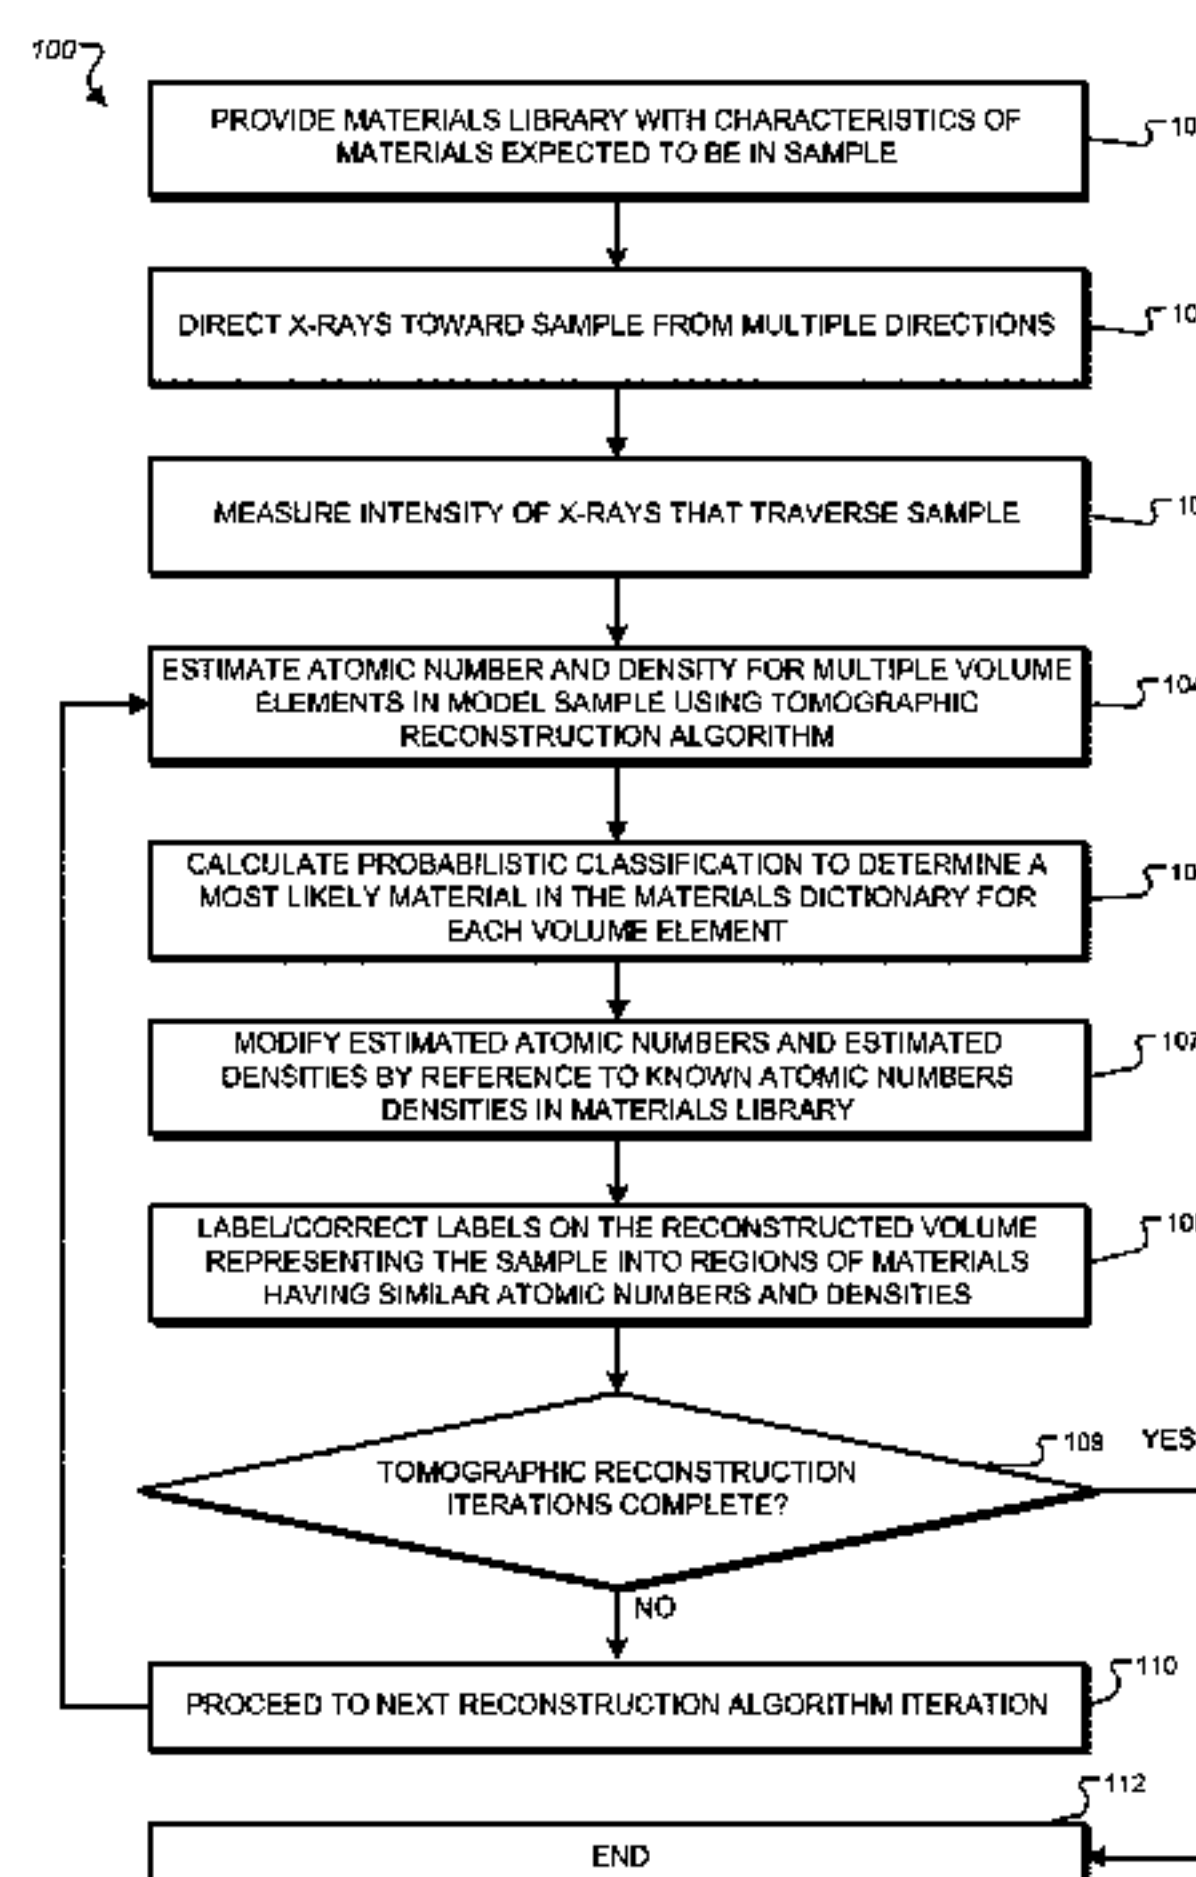 100
PROVIDE MATERIALS LIBRARY WITH CHARACTERISTICS OF
MATERIALS EXPECTED TO BE IN SAMPLE
DIRECT X-RAYS TOWARD SAMPLE FROM MULTIPLE DIRECTIONS
MEASURE INTENSITY OF X-RAYS THAT TRAVERSE SAMPLE
ESTIMATE ATOMIC NUMBER AND DENSITY FOR MULTIPLE VOLUME
ELEMENTS IN MODEL SAMPLE USING TOMOGRAPHIC
RECONSTRUCTION ALGORITHM
104
CALCULATE PROBABILISTIC CLASSIFICATION TO DETERMINE A
MOST LIKELY MATERIAL IN THE MATERIALS DICTIONARY FOR
EACH VOLUME ELEMENT
MODIFY ESTIMATED ATOMIC NUMBERS AND ESTIMATED
DENSITIES BY REFERENCE TO KNOWN ATOMIC NUMBERS
DENSITIES IN MATERIALS LIBRARY
107
LABEL/CORRECT LABELS ON THE RECONSTRUCTED VOLUME
REPRESENTING THE SAMPLE INTO REGIONS OF MATERIALS
HAVING SIMILAR ATOMIC NUMBERS AND DENSITIES
TOMOGRAPHIC RECONSTRUCTION
ITERATIONS COMPLETE?
109
YES
NO
PROCEED TO NEXT RECONSTRUCTION ALGORITHM ITERATION
110
112
END